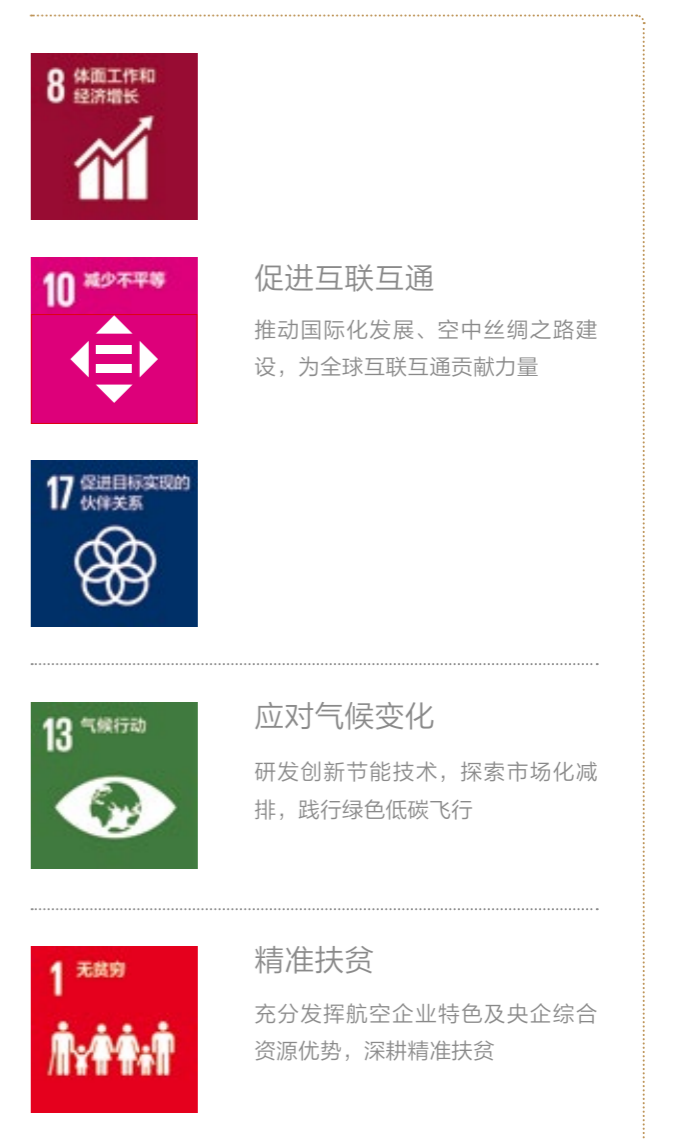 8 体面工作和
经济增长
10 减少不平等
促进互联互通
推动国际化发展、空中丝绸之路建
设，为全球互联互通贡献力量
17 促进目标实现的
伙伴关系
13 气候行动
应对气候变化
研发创新节能技术，探索市场化减
排，践行绿色低碳飞行
1 无贫穷
精准扶贫
充分发挥航空企业特色及央企综合
资源优势，深耕精准扶贫